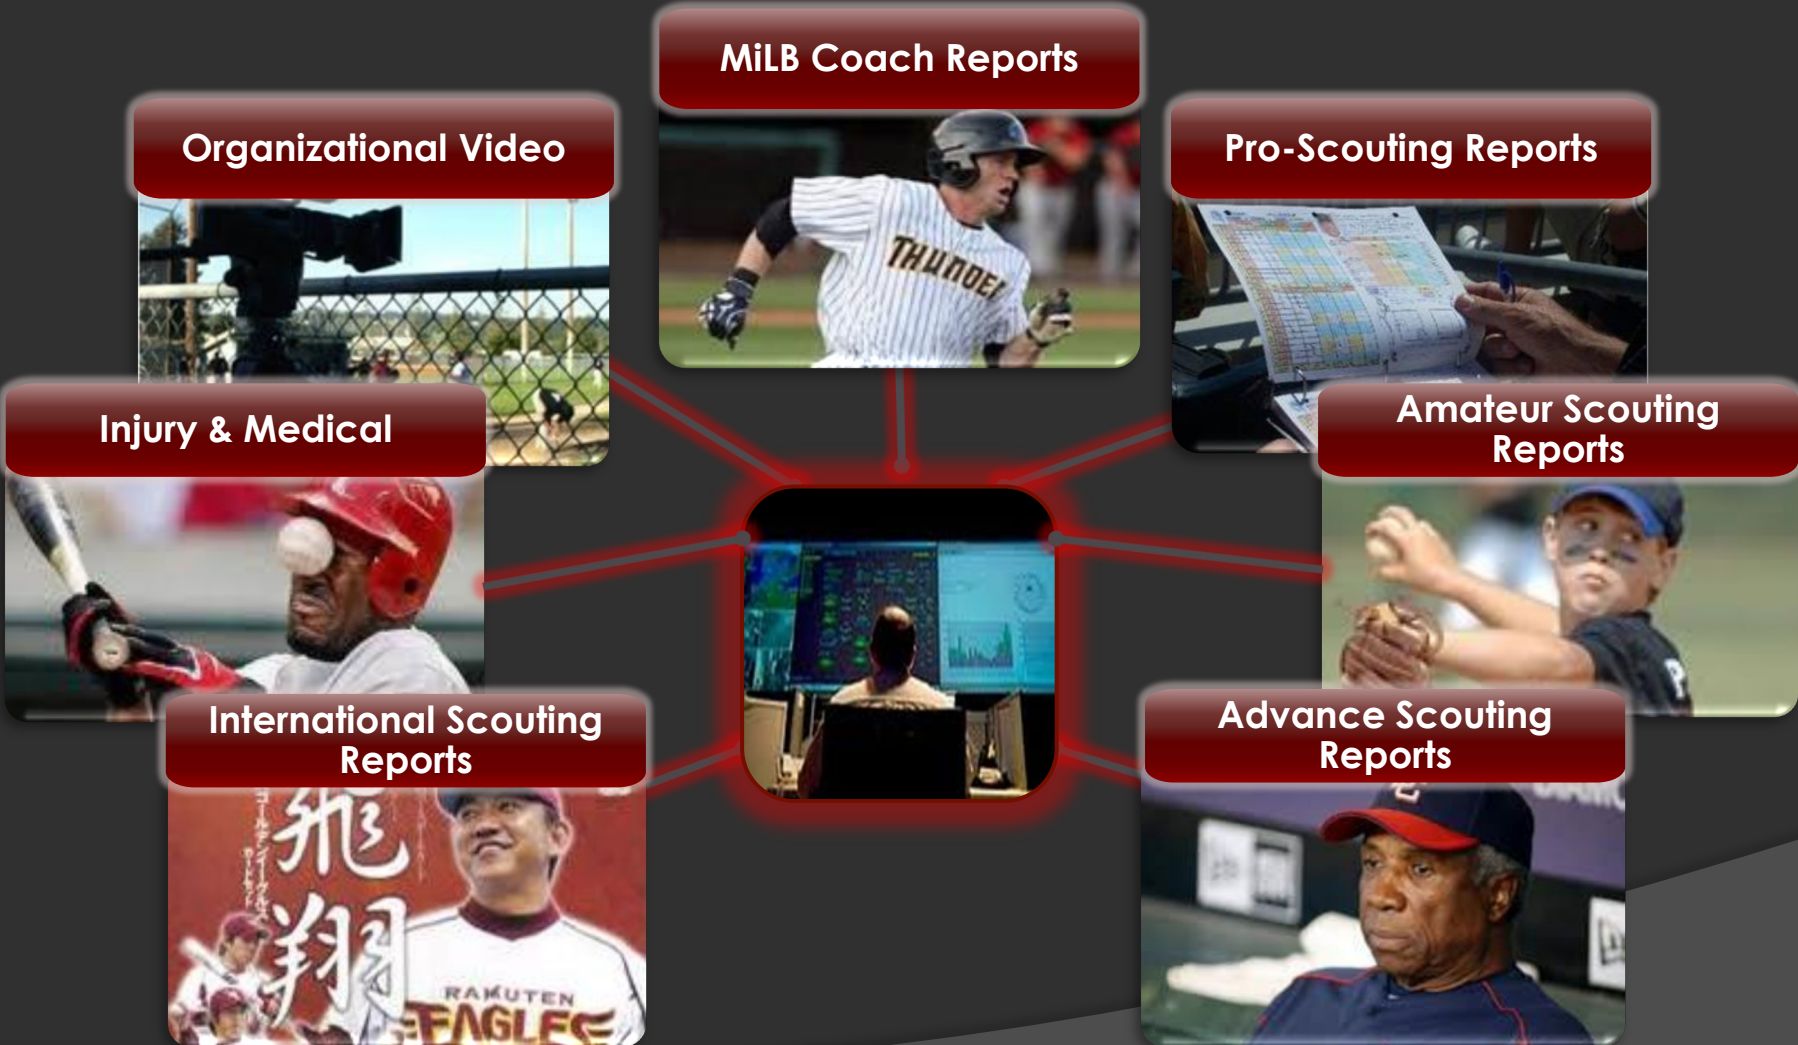 MiLB Coach Reports
Organizational Video
Pro-Scouting Reports
THUNDER
Injury & Medical
Amateur Scouting
Reports
International Scouting
Reports
Advance Scouting
Reports
飛翔
RAKUTEN
EAGLES